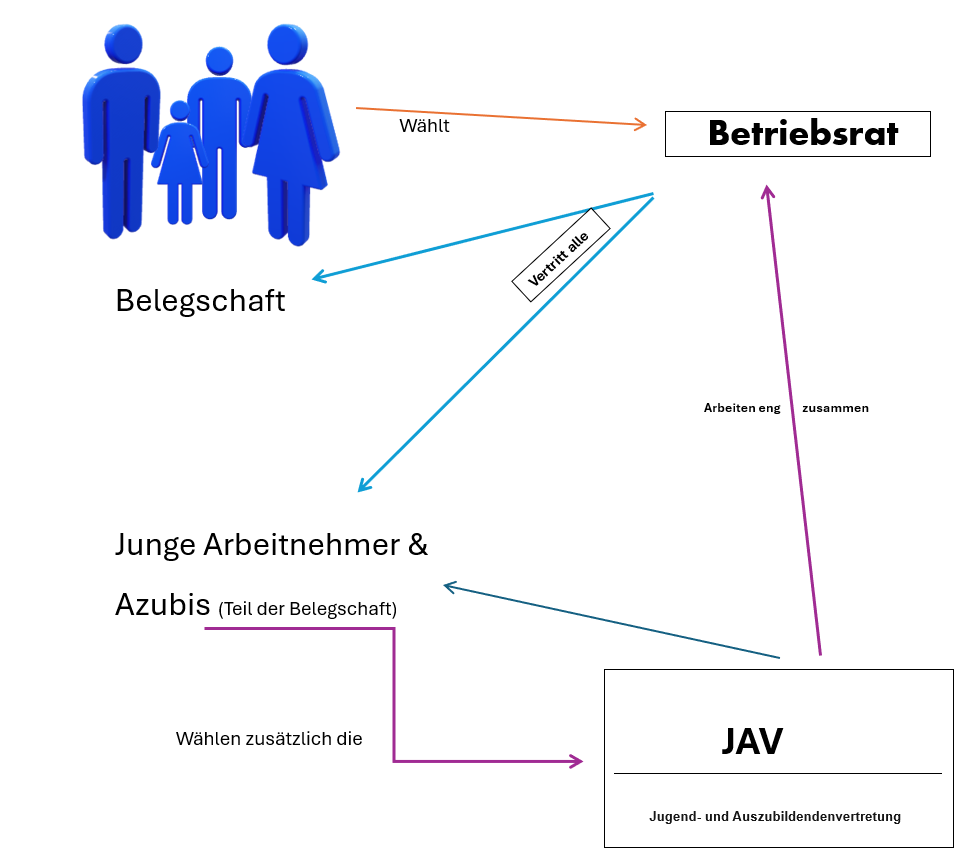 Wählt
Betriebsrat
Vertritt alle
Belegschaft
Arbeiten eng zusammen
Junge Arbeitnehmer &
Azubis (Teil der Belegschaft)
Wählen zusätzlich die
JAV
Jugend- und Auszubildendenvertretung